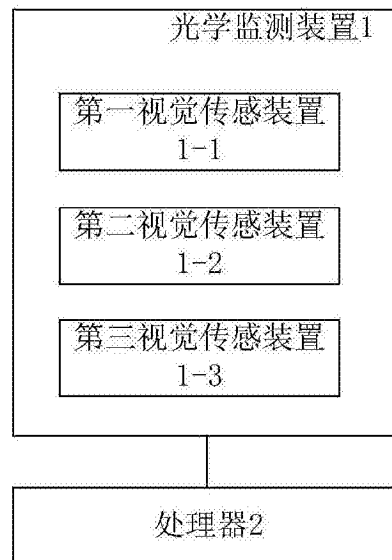 光学监测装置1
第一视觉传感装置
1-1
第二视觉传感装置
1-2
第三视觉传感装置
1-3
处理器2